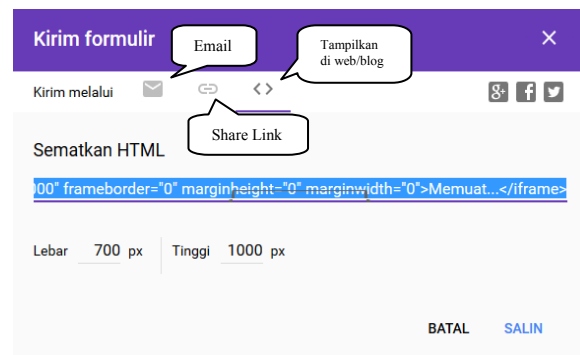 Kirim formulir
Email
Tampilkan
di web/blog
Kirim melalui
Share Link
Sematkan HTML
000" frameborder="0" marginheight="0" marginwidth="0">Memuat...</iframe>
Lebar 700 px Tinggi 1000 px
BATAL SALIN